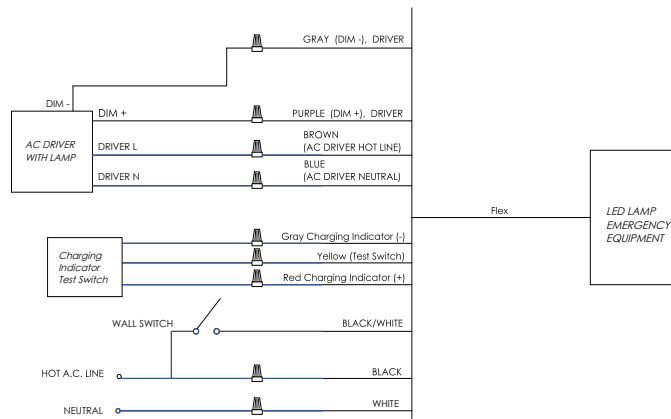 GRAY (DIM -), DRIVER
DIM -
DIM +
PURPLE (DIM +), DRIVER
AC DRIVER
WITH LAMP
DRIVER L
BROWN
(AC DRIVER HOT LINE)
DRIVER N
BLUE
(AC DRIVER NEUTRAL)
Flex
LED LAMP
EMERGENCY
EQUIPMENT
Charging
Indicator
Test Switch
Gray Charging Indicator (-)
Yellow (Test Switch)
Red Charging Indicator (+)
WALL SWITCH
BLACK/WHITE
HOT A.C. LINE
BLACK
NEUTRAL
WHITE